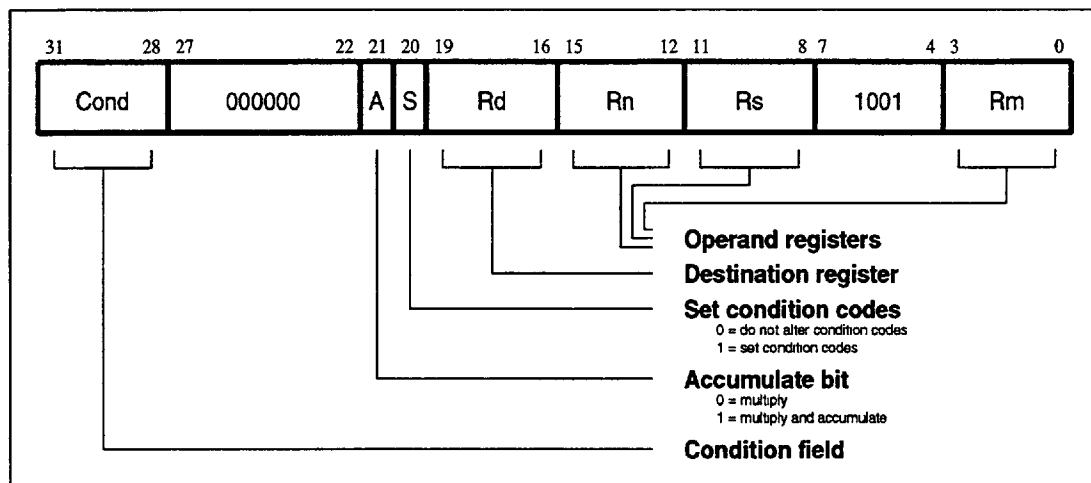 31 28 27 22 21 20 19 16 15 12 11 8 7 4 3 0
Cond 000000 A S Rd Rn Rs 1001 Rm
Operand registers
Destination register
Set condition codes
0 = do not alter condition codes
1 = set condition codes
Accumulate bit
0 = multiply
1 = multiply and accumulate
Condition field